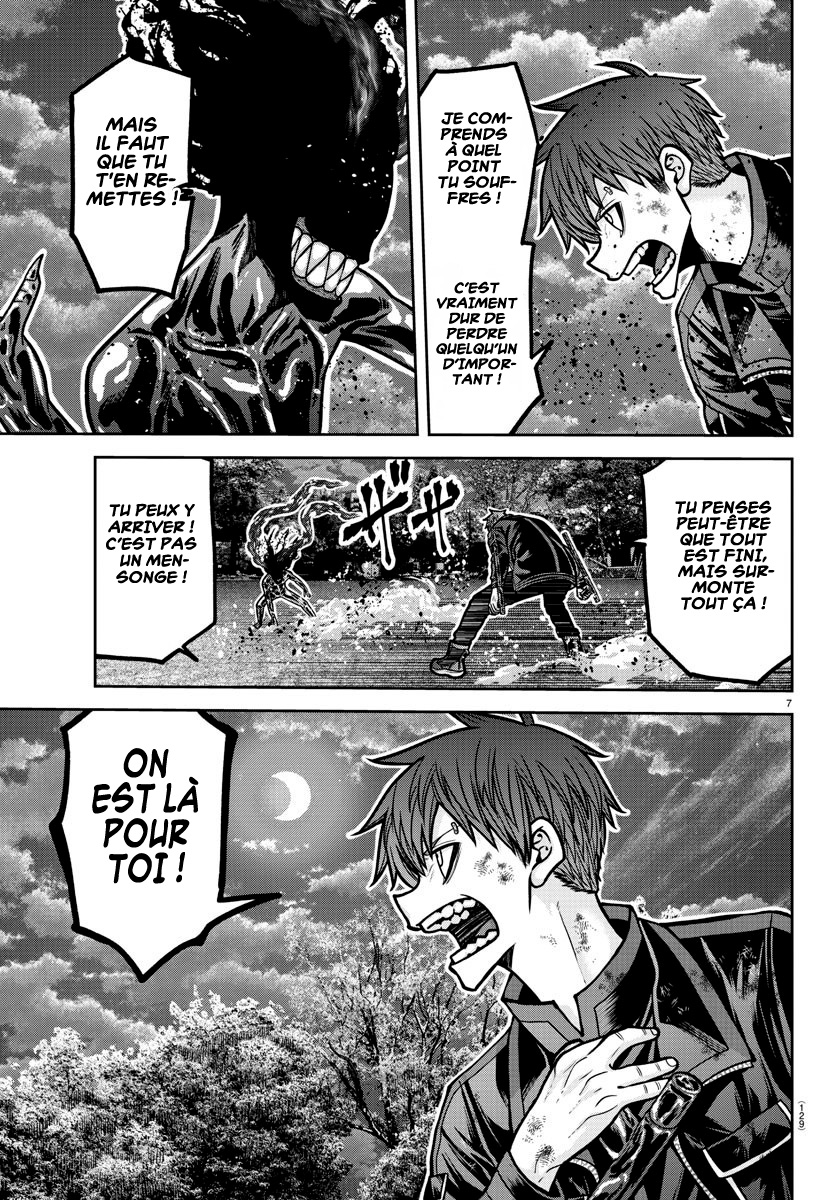 JE COM-
PRENDS
À QUEL
POINT
TU SOUF-
FRES !
C'EST
VRAIMENT
DUR DE
PERDRE
QUELQU'UN
D'IMPOR-
TANT !
MAIS
IL FAUT
QUE TU
T'EN RE-
METTES !
TU PENSES
PEUT-ÊTRE
QUE TOUT
EST FINI,
MAIS SUR-
MONTE
TOUT ÇA !
ザザ
TU PEUX Y
ARRIVER !
C'EST PAS
UN MEN-
SONGE !
7
ON
EST LÀ
POUR
TOI !
(129)